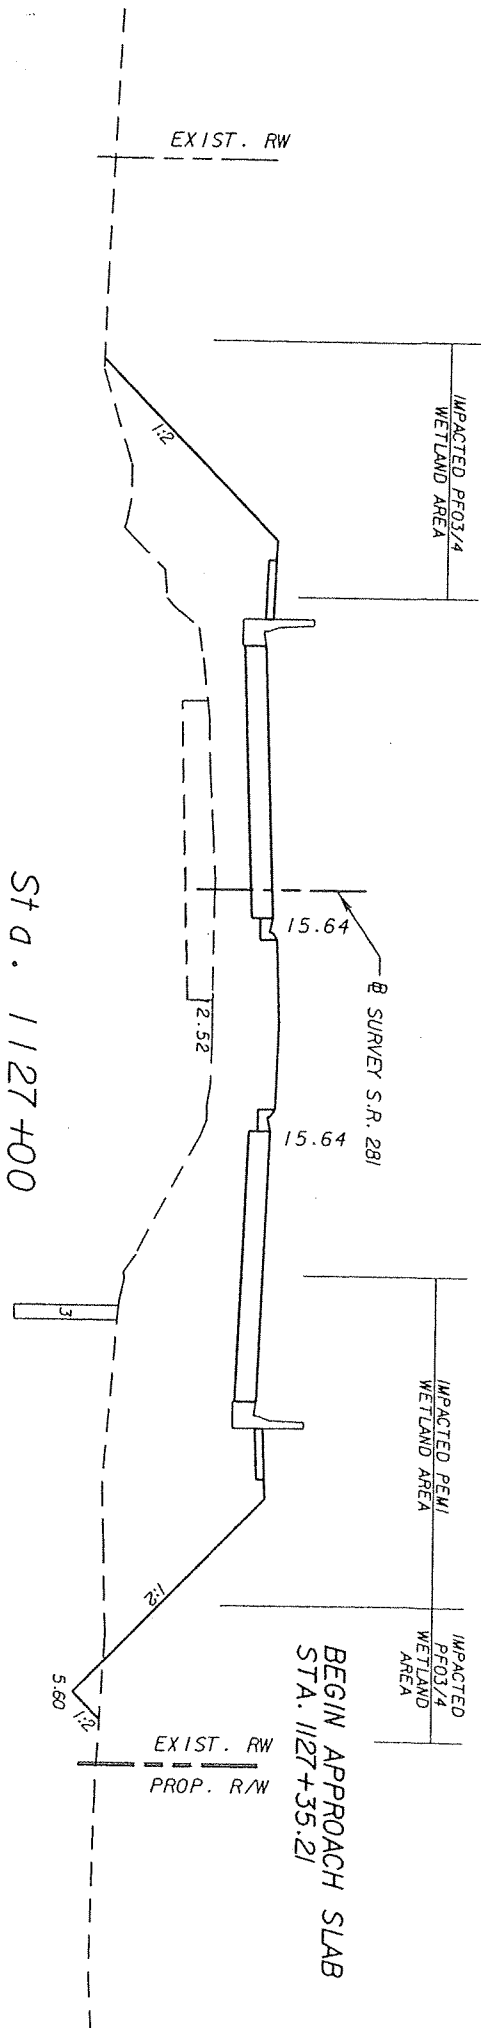 EXIST. RW
IMPACTED PFO3/4
WETLAND AREA
1:2
15.64
B SURVEY S.R. 281
2.52
15.64
Sta. 1127+00
3
IMPACTED PEM1
WETLAND AREA
1:2
IMPACTED
PFO3/4
WETLAND
AREA
BEGIN APPROACH SLAB
STA. 1127+35.21
5.60
1:2
EXIST. RW
PROP. R/W